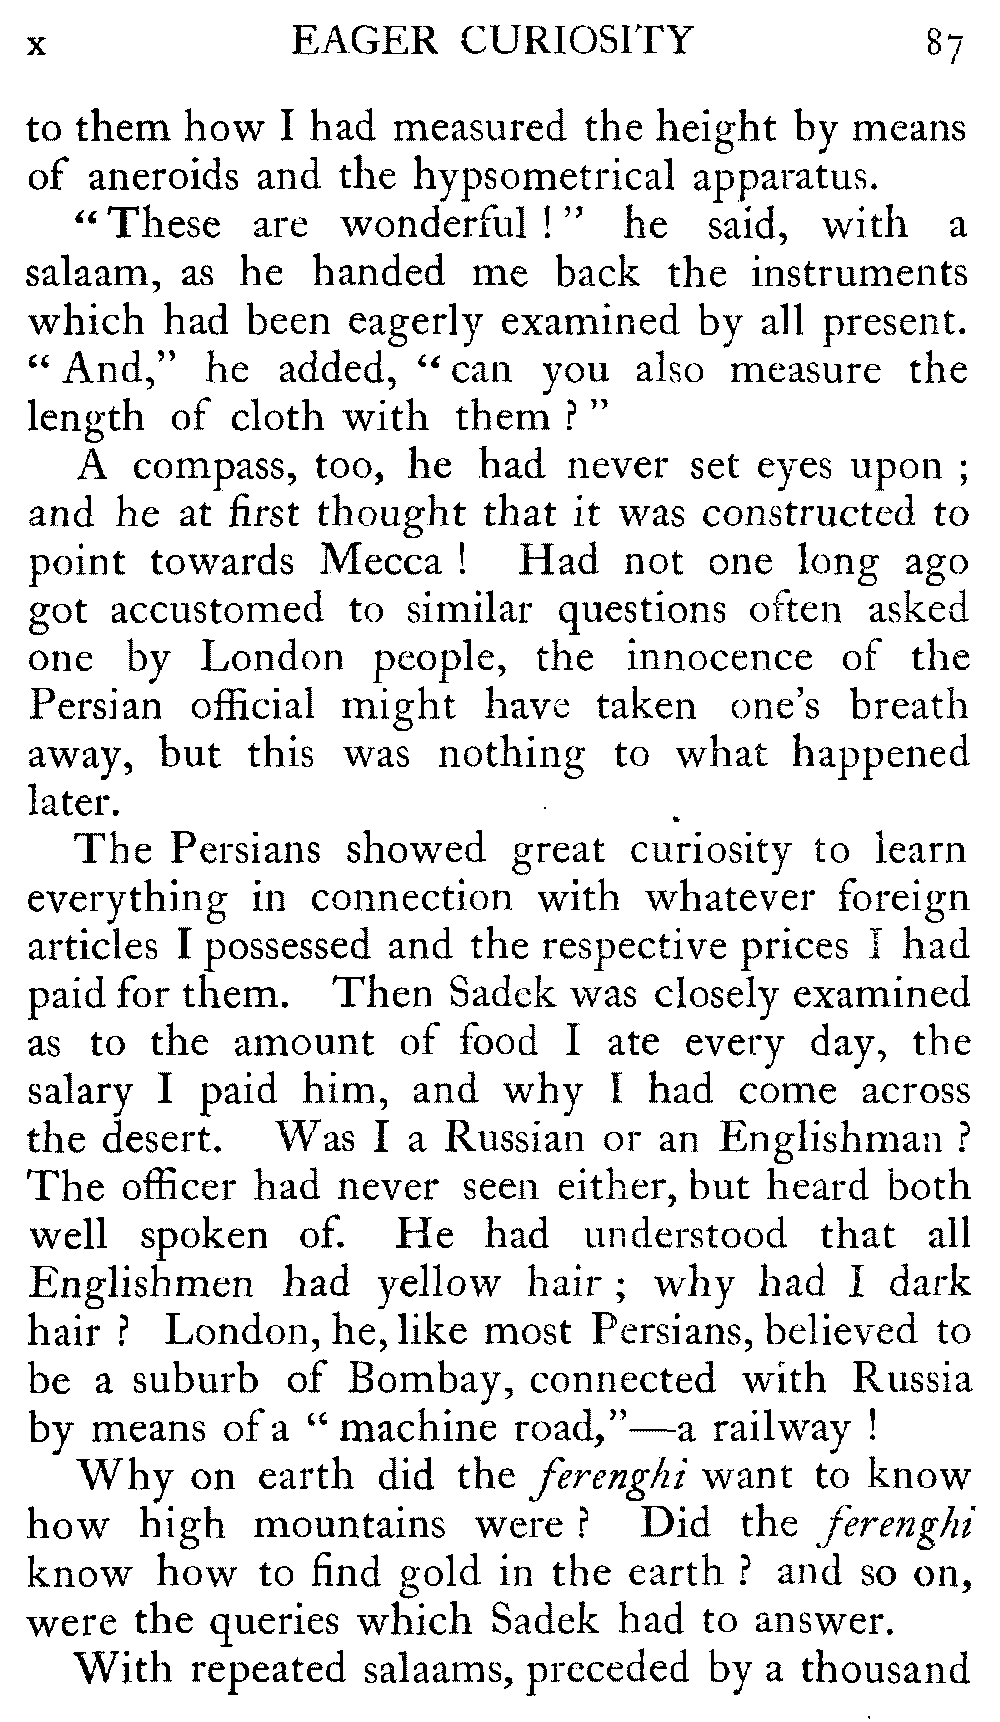 x EAGER CURIOSITY 87
to them how I had measured the height by means
of aneroids and the hypsometrical apparatus.
“These are wonderful!” he said, with a
salaam, as he handed me back the instruments
which had been eagerly examined by all present.
“And,” he added, “can you also measure the
length of cloth with them?”
A compass, too, he had never set eyes upon;
and he at first thought that it was constructed to
point towards Mecca! Had not one long ago
got accustomed to similar questions often asked
one by London people, the innocence of the
Persian official might have taken one's breath
away, but this was nothing to what happened
later.
The Persians showed great curiosity to learn
everything in connection with whatever foreign
articles I possessed and the respective prices I had
paid for them. Then Sadek was closely examined
as to the amount of food I ate every day, the
salary I paid him, and why I had come across
the desert. Was I a Russian or an Englishman?
The officer had never seen either, but heard both
well spoken of. He had understood that all
Englishmen had yellow hair; why had I dark
hair? London, he, like most Persians, believed to
be a suburb of Bombay, connected with Russia
by means of a “machine road,”—a railway!
Why on earth did the ferenghi want to know
how high mountains were? Did the ferenghi
know how to find gold in the earth? and so on,
were the queries which Sadek had to answer.
With repeated salaams, preceded by a thousand